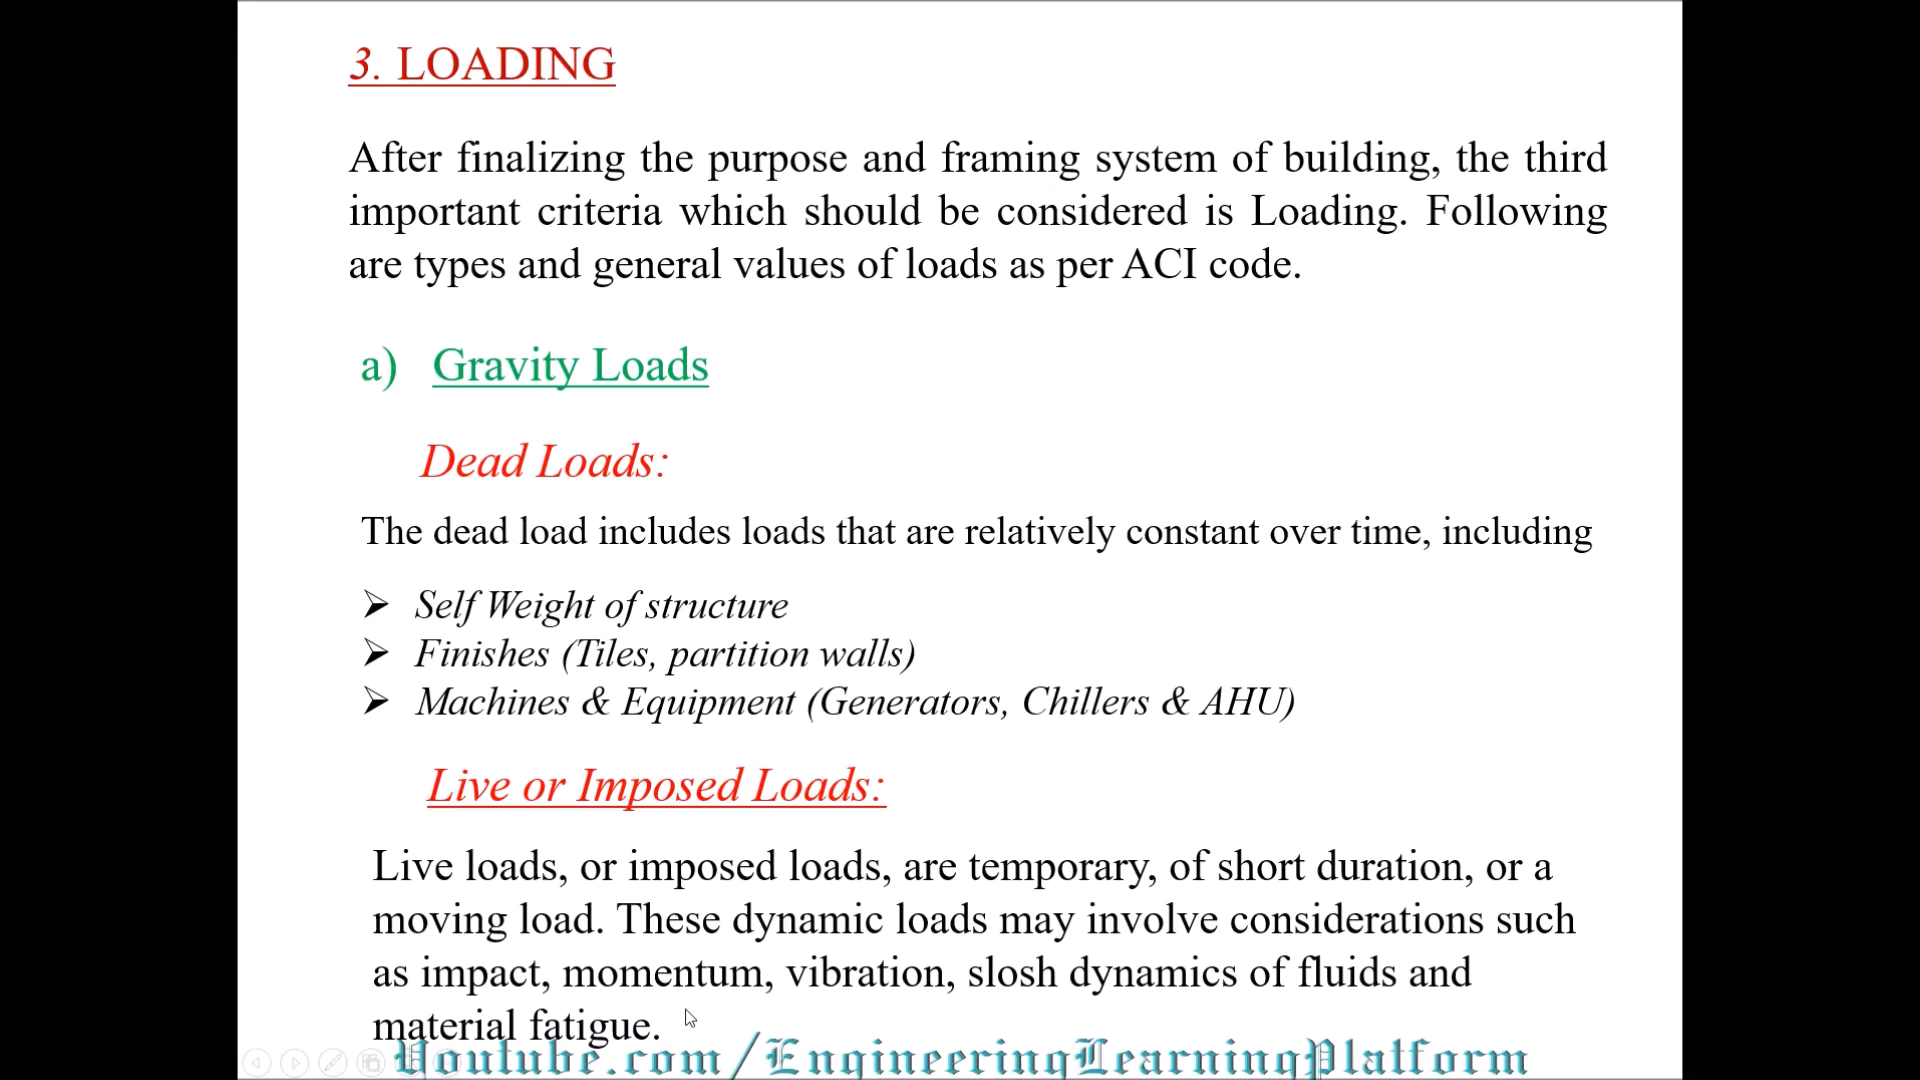 3. LOADING
After finalizing the purpose and framing system of building, the third
important criteria which should be considered is Loading. Following
are types and general values of loads as per ACI code.
a) Gravity Loads
Dead Loads:
The dead load includes loads that are relatively constant over time, including
➢ Self Weight of structure
➢ Finishes (Tiles, partition walls)
➢ Machines & Equipment (Generators, Chillers & AHU)
Live or Imposed Loads:
Live loads, or imposed loads, are temporary, of short duration, or a
moving load. These dynamic loads may involve considerations such
as impact, momentum, vibration, slosh dynamics of fluids and
material fatigue.
Youtube.com/EngineeringLearningPlatform